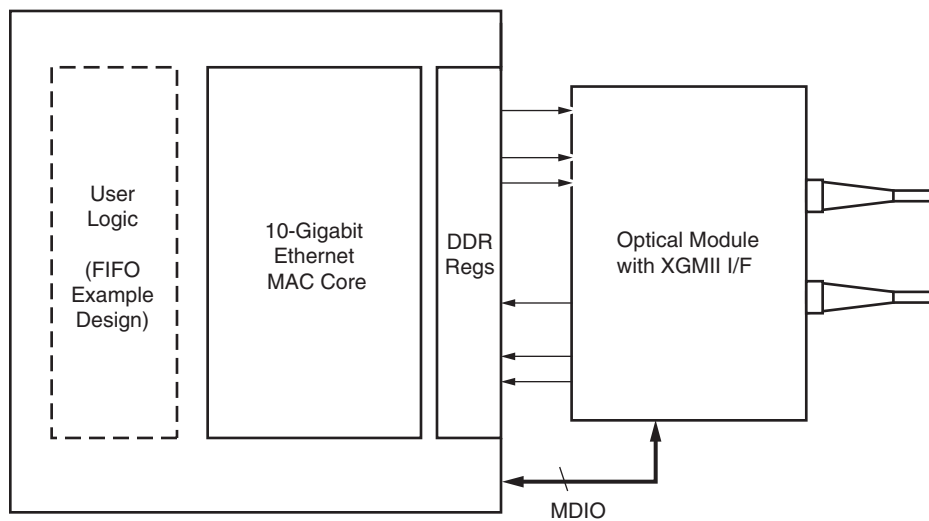 User
Logic
(FIFO
Example
Design)
10-Gigabit
Ethernet
MAC Core
DDR
Regs
Optical Module
with XGMII I/F
MDIO